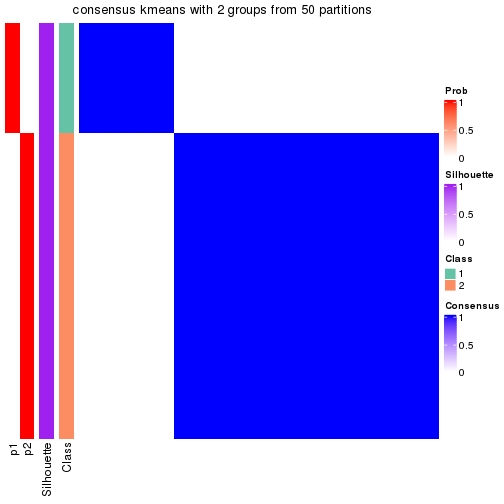 consensus kmeans with 2 groups from 50 partitions
Prob
1
0.5
0
Silhouette
1
0.5
0
Class
1
2
Consensus
1
0.5
0
p1
p2
Silhouette
Class